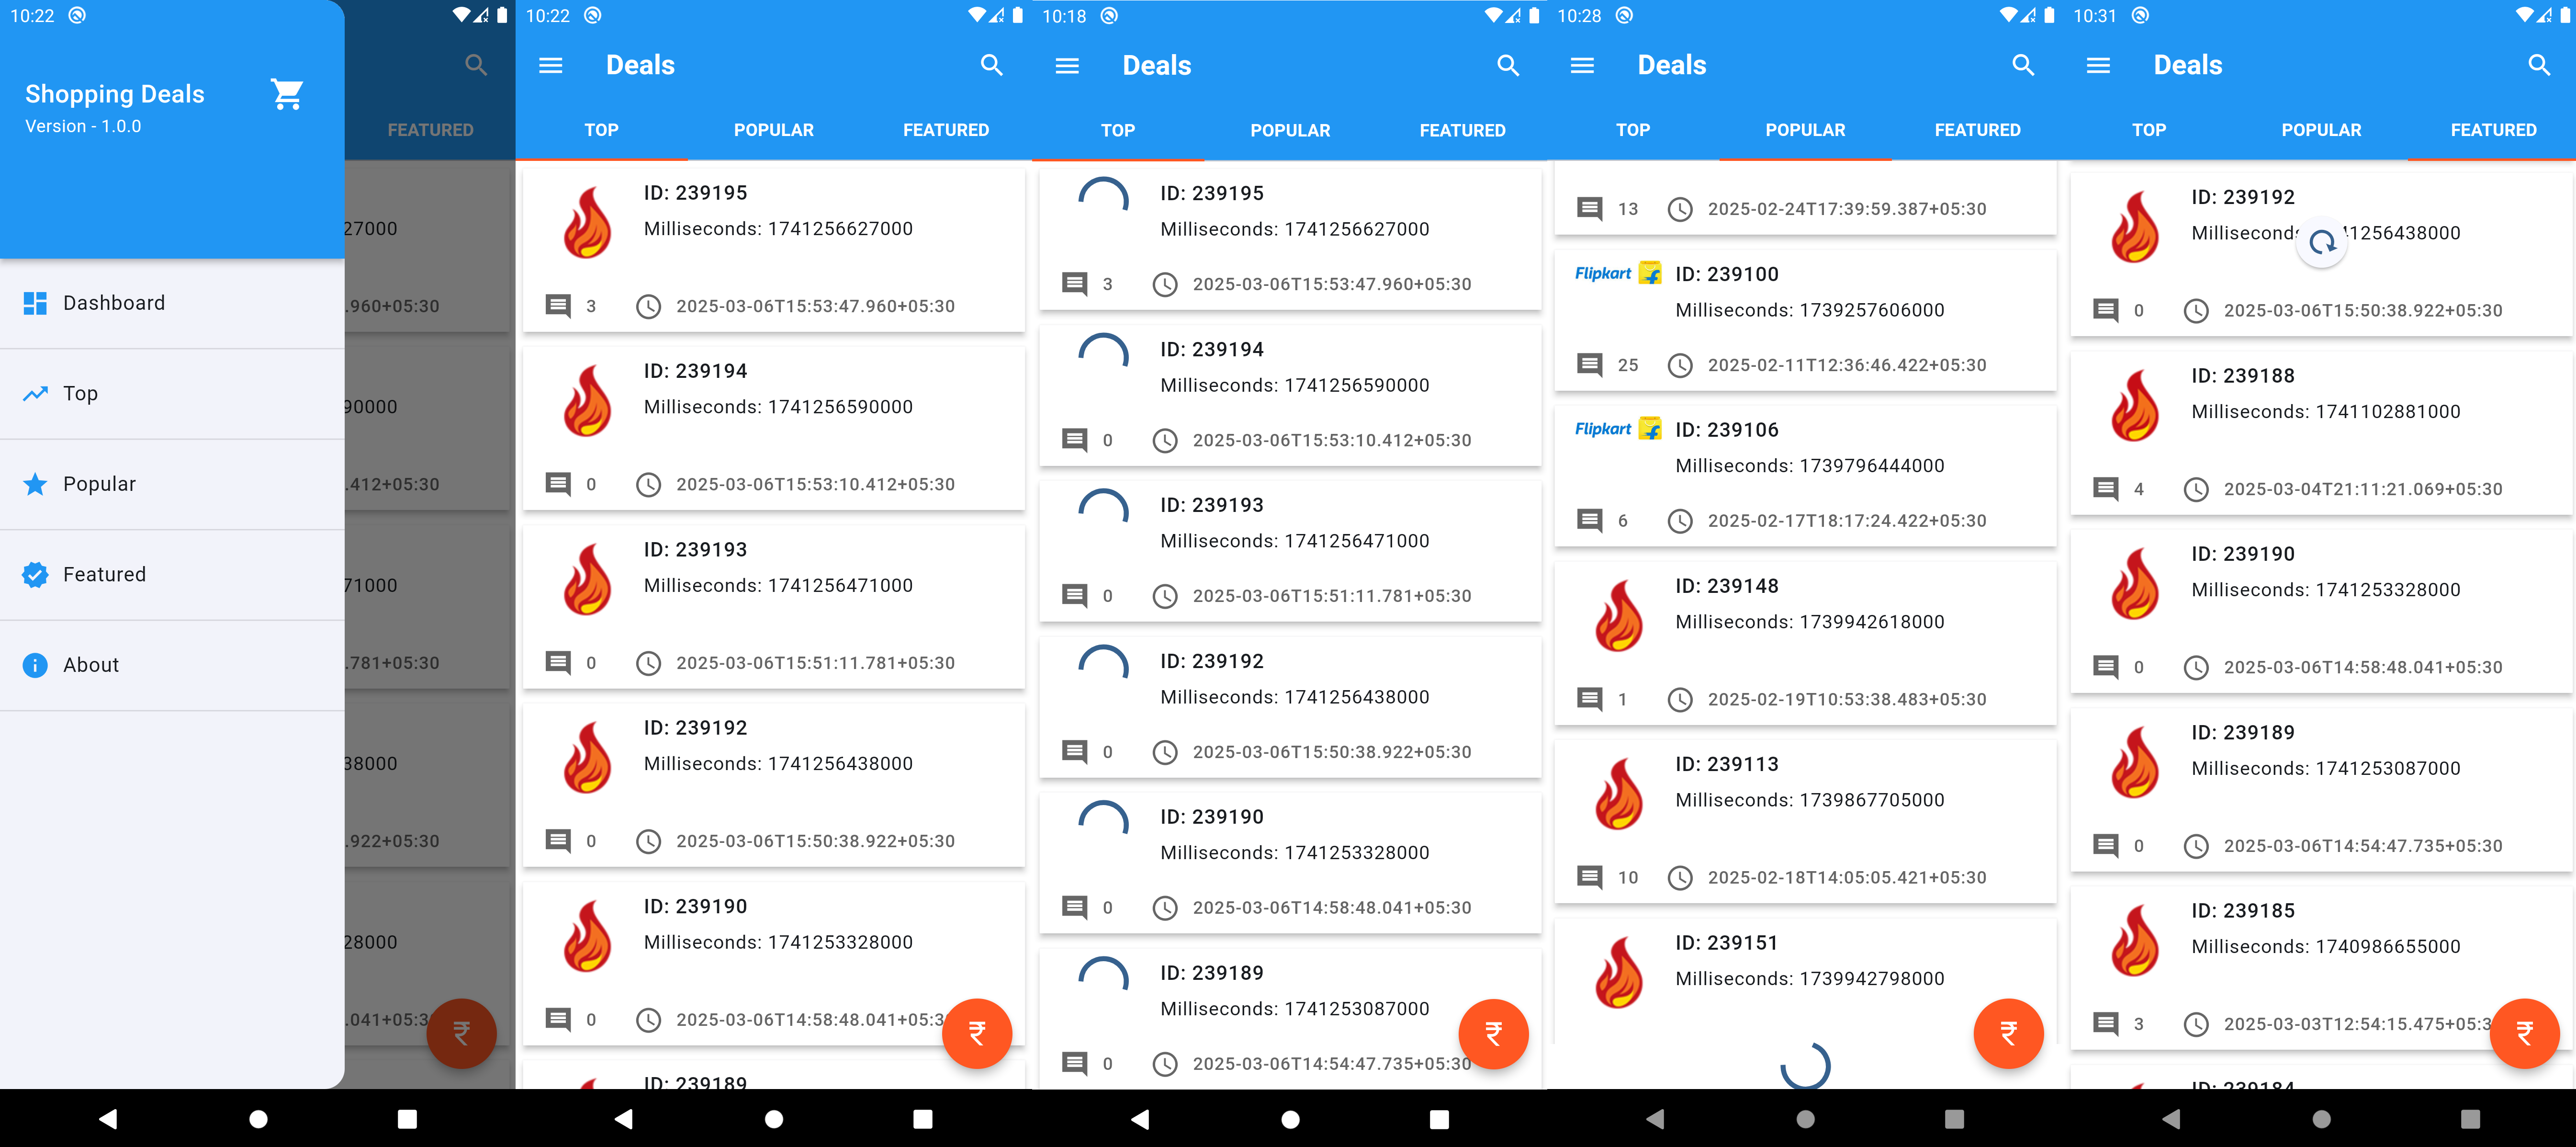 10:22
Shopping Deals
Version - 1.0.0
Dashboard
Top
Popular
Featured
About
FEATURED
27000
.960+05:30
90000
.412+05:30
71000
.781+05:30
38000
.922+05:30
28000
.041+05:3
₹
10:22
Deals
TOP POPULAR FEATURED
ID: 239195
Milliseconds: 1741256627000
3 2025-03-06T15:53:47.960+05:30
ID: 239194
Milliseconds: 1741256590000
0 2025-03-06T15:53:10.412+05:30
ID: 239193
Milliseconds: 1741256471000
0 2025-03-06T15:51:11.781+05:30
ID: 239192
Milliseconds: 1741256438000
0 2025-03-06T15:50:38.922+05:30
ID: 239190
Milliseconds: 1741253328000
0 2025-03-06T14:58:48.041+05:3
₹
ID: 239189
10:18
Deals
TOP POPULAR FEATURED
ID: 239195
Milliseconds: 1741256627000
3 2025-03-06T15:53:47.960+05:30
ID: 239194
Milliseconds: 1741256590000
0 2025-03-06T15:53:10.412+05:30
ID: 239193
Milliseconds: 1741256471000
0 2025-03-06T15:51:11.781+05:30
ID: 239192
Milliseconds: 1741256438000
0 2025-03-06T15:50:38.922+05:30
ID: 239190
Milliseconds: 1741253328000
0 2025-03-06T14:58:48.041+05:30
ID: 239189
Milliseconds: 1741253087000
₹
0 2025-03-06T14:54:47.735+05:30
10:28
Deals
TOP POPULAR FEATURED
13 2025-02-24T17:39:59.387+05:30
Flipkart ID: 239100
Milliseconds: 1739257606000
25 2025-02-11T12:36:46.422+05:30
Flipkart ID: 239106
Milliseconds: 1739796444000
6 2025-02-17T18:17:24.422+05:30
ID: 239148
Milliseconds: 1739942618000
1 2025-02-19T10:53:38.483+05:30
ID: 239113
Milliseconds: 1739867705000
10 2025-02-18T14:05:05.421+05:30
ID: 239151
Milliseconds: 1739942798000
₹
10:31
Deals
TOP POPULAR FEATURED
ID: 239192
Milliseconds 41256438000
0 2025-03-06T15:50:38.922+05:30
ID: 239188
Milliseconds: 1741102881000
4 2025-03-04T21:11:21.069+05:30
ID: 239190
Milliseconds: 1741253328000
0 2025-03-06T14:58:48.041+05:30
ID: 239189
Milliseconds: 1741253087000
0 2025-03-06T14:54:47.735+05:30
ID: 239185
Milliseconds: 1740986655000
3 2025-03-03T12:54:15.475+05:3
₹
ID: 239184